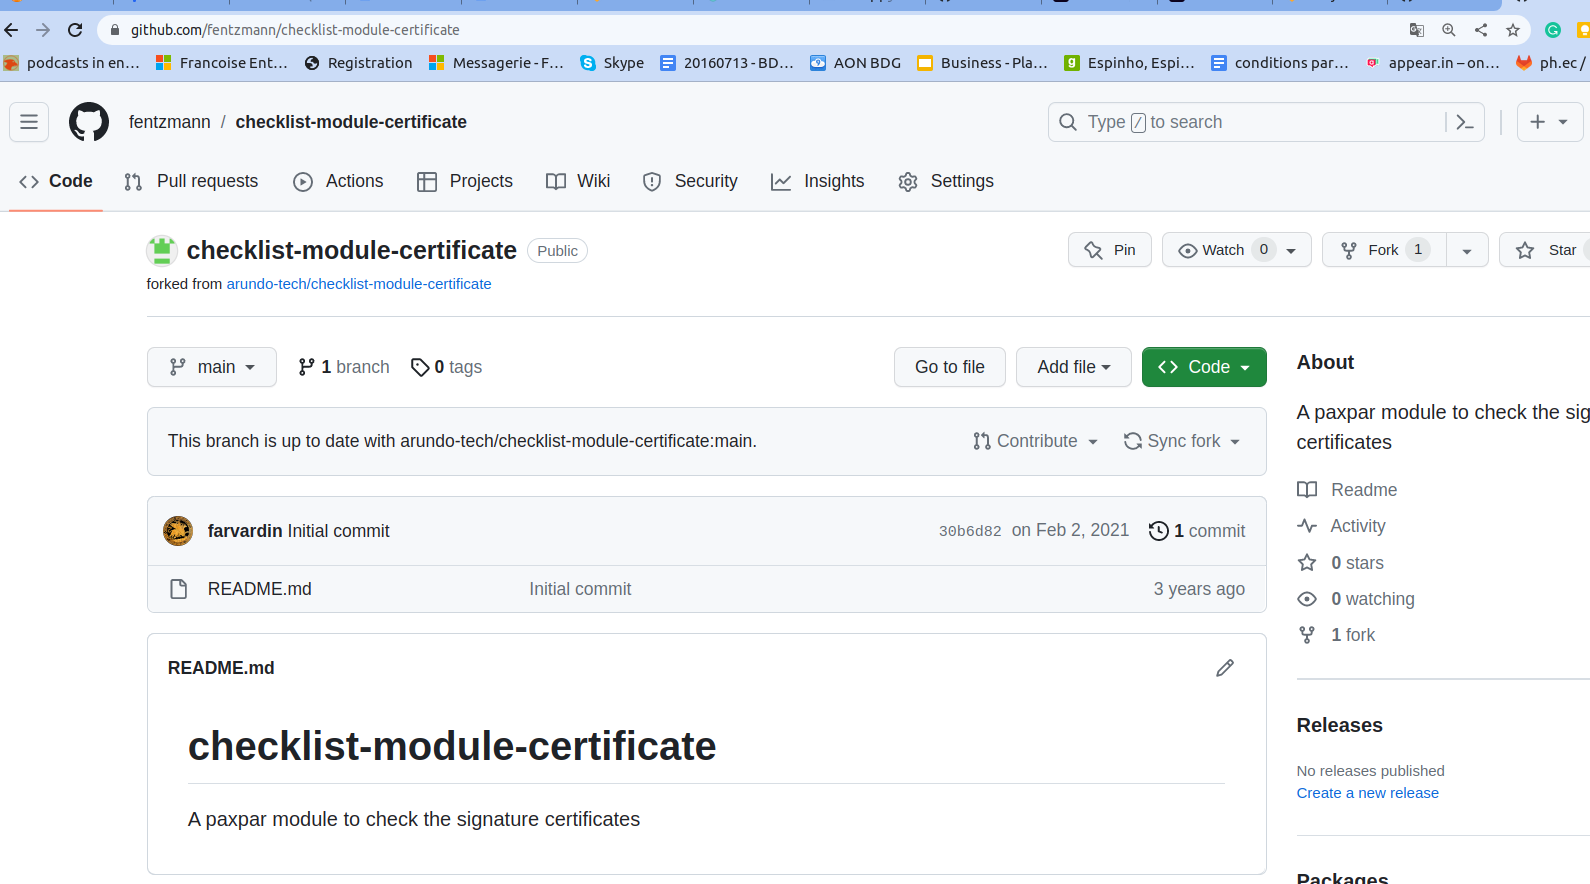 github.com/fentzmann/checklist-module-certificate
podcasts in en... Francoise Ent... Registration Messagerie - F... Skype 20160713 - BD... AON BDG Business - Pla... Espinho, Espi... conditions par... appear.in – on... ph.ec /
fentzmann / checklist-module-certificate Type / to search
Code Pull requests Actions Projects Wiki Security Insights Settings
checklist-module-certificate Public Pin Watch 0 Fork 1 Star
forked from arundo-tech/checklist-module-certificate
main 1 branch 0 tags Go to file Add file Code
This branch is up to date with arundo-tech/checklist-module-certificate:main. Contribute Sync fork
farvardin Initial commit 30b6d82 on Feb 2, 2021 1 commit
README.md Initial commit 3 years ago
README.md
checklist-module-certificate
A paxpar module to check the signature certificates
About
A paxpar module to check the sig
certificates
Readme
Activity
0 stars
0 watching
1 fork
Releases
No releases published
Create a new release
Packages